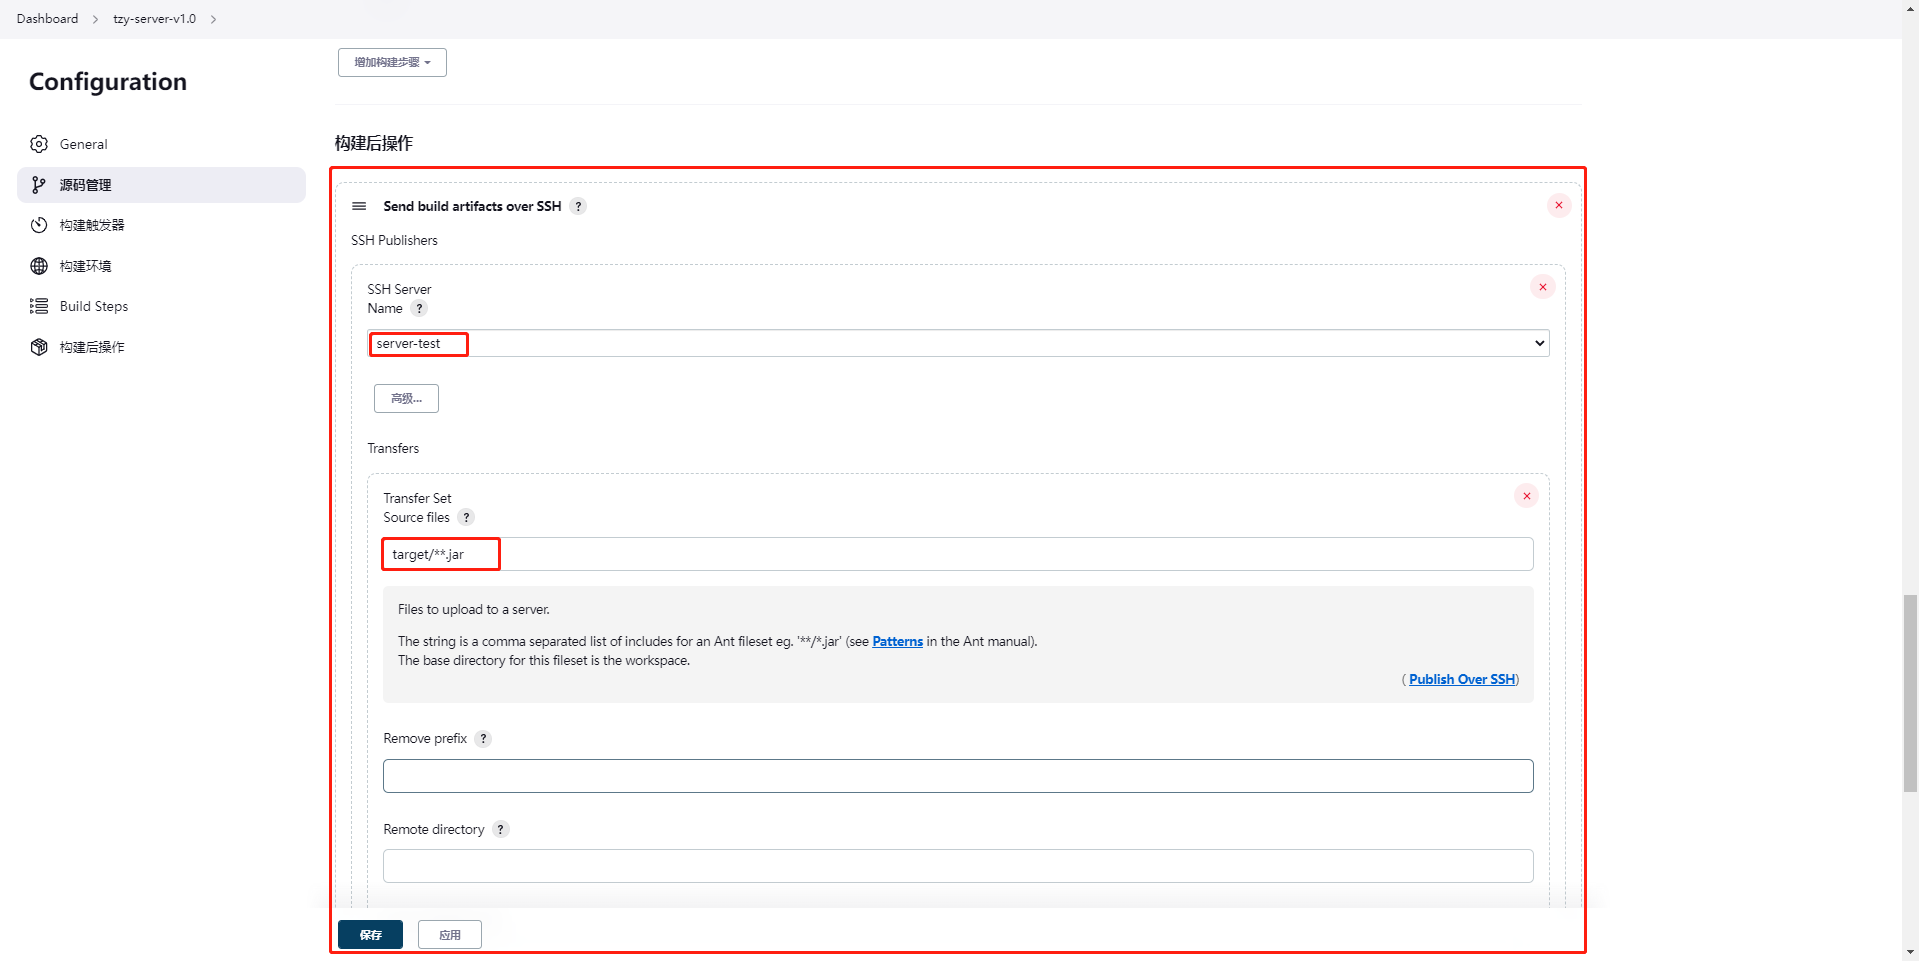 Dashboard > tzy-server-v1.0 >
Configuration
General
源码管理
构建触发器
构建环境
Build Steps
构建后操作
增加构建步骤
构建后操作
Send build artifacts over SSH ?
SSH Publishers
SSH Server
Name ?
server-test
高级...
Transfers
Transfer Set
Source files ?
target/**.jar
Files to upload to a server.
The string is a comma separated list of includes for an Ant fileset eg. '**/*.jar' (see Patterns in the Ant manual).
The base directory for this fileset is the workspace.
( Publish Over SSH)
Remove prefix ?
Remote directory ?
保存
应用